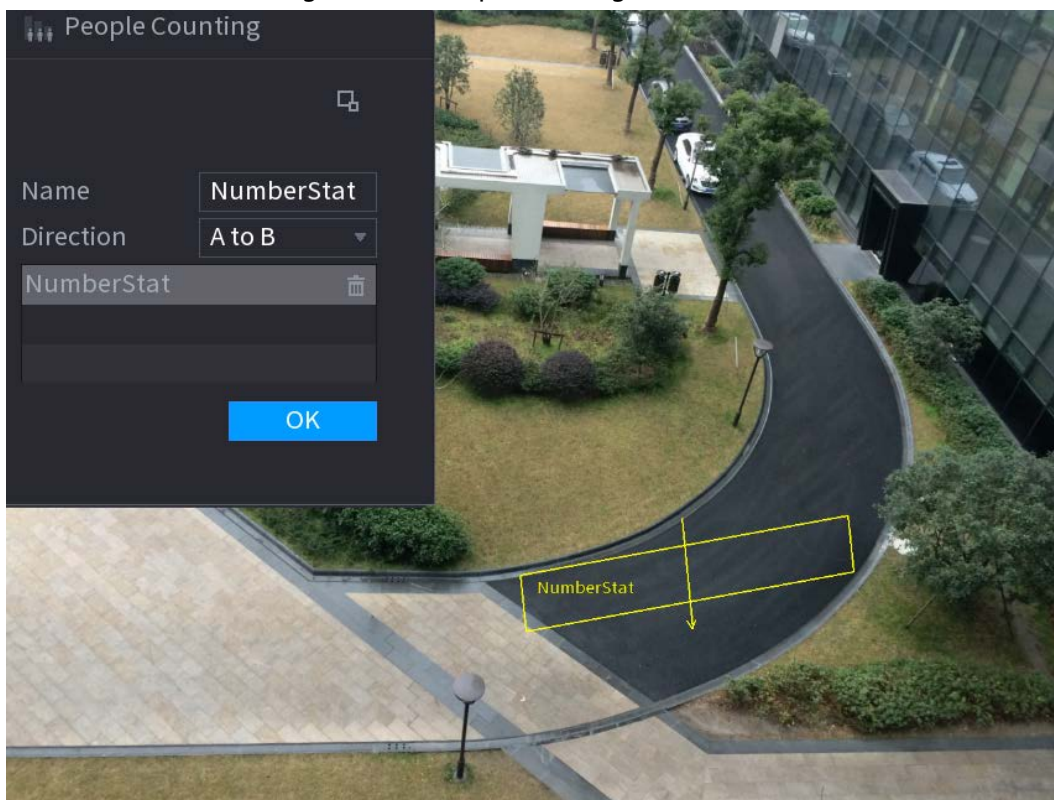 People Counting
Name NumberStat
Direction A to B
NumberStat
OK
NumberStat